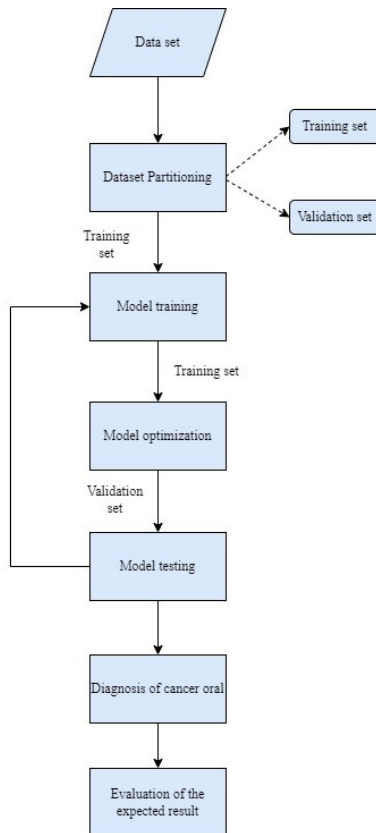 Data set
Training set
Dataset Partitioning
Validation set
Training
set
Model training
Training set
Model optimization
Validation
set
Model testing
Diagnosis of cancer oral
Evaluation of the
expected result